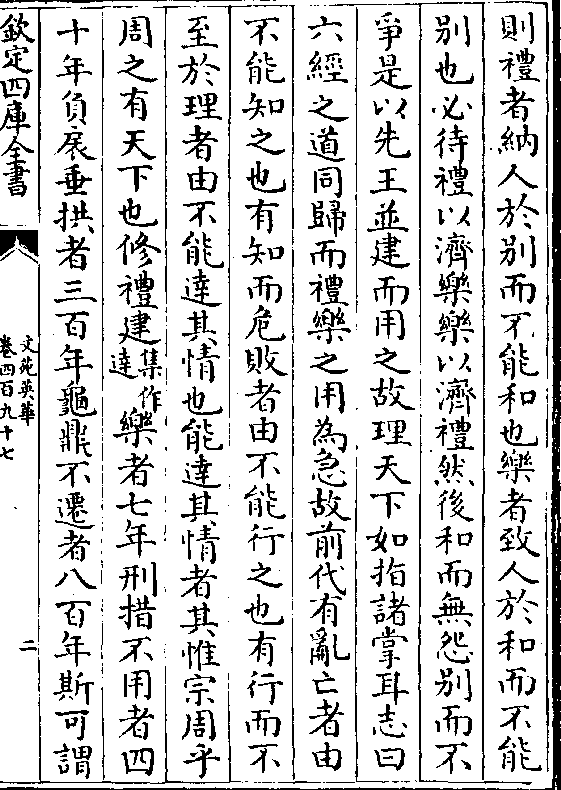 則禮者納人於別而不能和也樂者致人於和而不能
別也必待禮以濟樂樂以濟禮然後和而無怨別而不
爭是以先王並建而用之故理天下如指諸掌耳志曰
六經之道同歸而禮樂之用為急故前代有亂亡者由
不能知之也有知而危敗者由不能行之也有行而不
至於理者由不能達其情也能達其情者其惟宗周乎
周之有天下也修禮建集作達樂者七年刑措不用者四
十年負扆垂拱者三百年龜鼎不遷者八百年斯可謂
欽定四庫全書
文苑英華
卷四百九十七
二